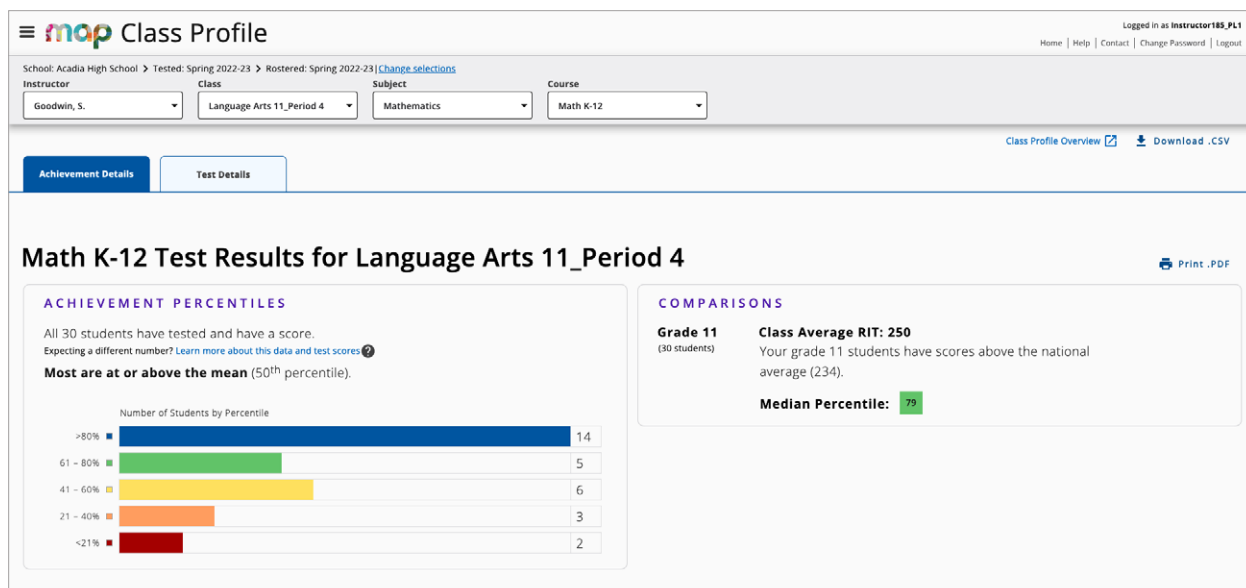 Logged in as Instructor185_PL1
map Class Profile
Home | Help | Contact | Change Password | Logout
School: Acadia High School > Tested: Spring 2022-23 > Rostered: Spring 2022-23 | Change selections
Instructor Class Subject Course
Goodwin, S. Language Arts 11_Period 4 Mathematics Math K-12
Class Profile Overview Download .CSV
Achievement Details Test Details
Math K-12 Test Results for Language Arts 11_Period 4
Print .PDF
ACHIEVEMENT PERCENTILES
All 30 students have tested and have a score.
Expecting a different number? Learn more about this data and test scores ?
Most are at or above the mean (50th percentile).
Number of Students by Percentile
>80% 14
61 – 80% 5
41 – 60% 6
21 – 40% 3
<21% 2
COMPARISONS
Grade 11 Class Average RIT: 250
(30 students) Your grade 11 students have scores above the national
average (234).
Median Percentile: 79